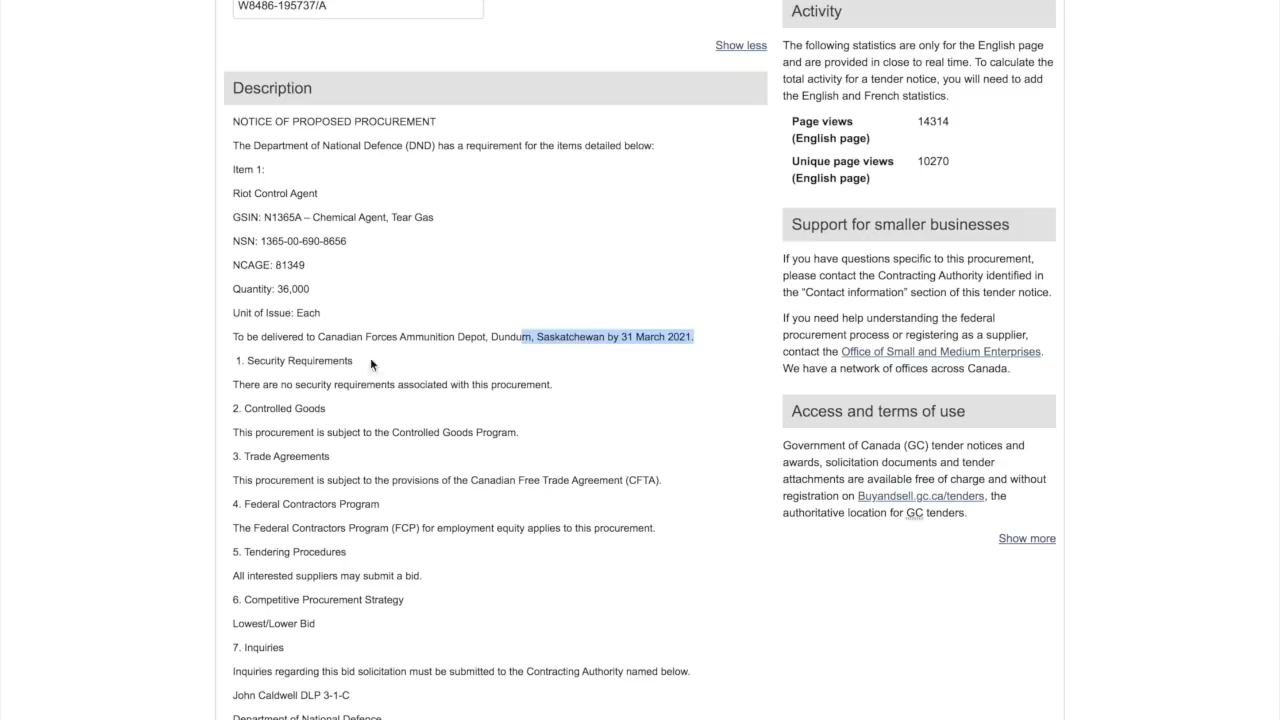 W8486-195737/A
Show less
Description
NOTICE OF PROPOSED PROCUREMENT
The Department of National Defence (DND) has a requirement for the items detailed below:
Item 1:
Riot Control Agent
GSIN: N1365A – Chemical Agent, Tear Gas
NSN: 1365-00-690-8656
NCAGE: 81349
Quantity: 36,000
Unit of Issue: Each
To be delivered to Canadian Forces Ammunition Depot, Dundurn, Saskatchewan by 31 March 2021.
1. Security Requirements
There are no security requirements associated with this procurement.
2. Controlled Goods
This procurement is subject to the Controlled Goods Program.
3. Trade Agreements
This procurement is subject to the provisions of the Canadian Free Trade Agreement (CFTA).
4. Federal Contractors Program
The Federal Contractors Program (FCP) for employment equity applies to this procurement.
5. Tendering Procedures
All interested suppliers may submit a bid.
6. Competitive Procurement Strategy
Lowest/Lower Bid
7. Inquiries
Inquiries regarding this bid solicitation must be submitted to the Contracting Authority named below.
John Caldwell DLP 3-1-C
Department of National Defence
Activity
The following statistics are only for the English page
and are provided in close to real time. To calculate the
total activity for a tender notice, you will need to add
the English and French statistics.
Page views 14314
(English page)
Unique page views 10270
(English page)
Support for smaller businesses
If you have questions specific to this procurement,
please contact the Contracting Authority identified in
the “Contact information” section of this tender notice.
If you need help understanding the federal
procurement process or registering as a supplier,
contact the Office of Small and Medium Enterprises.
We have a network of offices across Canada.
Access and terms of use
Government of Canada (GC) tender notices and
awards, solicitation documents and tender
attachments are available free of charge and without
registration on Buyandsell.gc.ca/tenders, the
authoritative location for GC tenders.
Show more